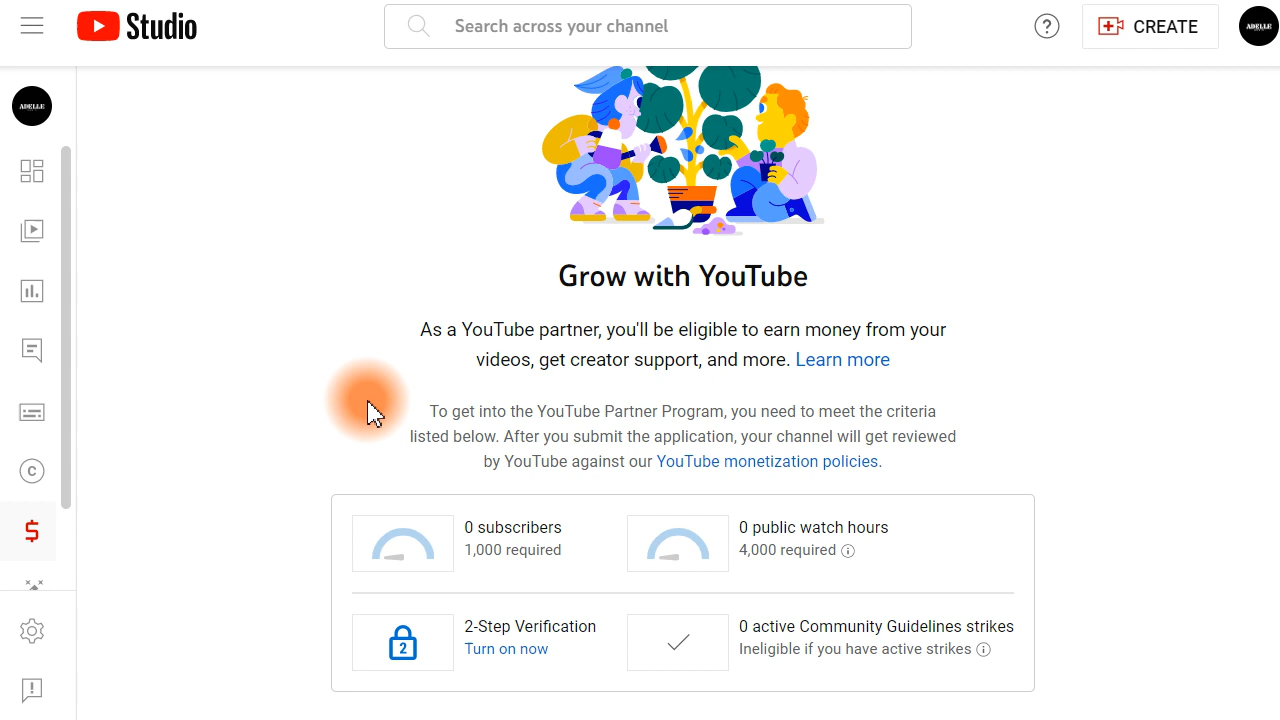 Studio
Search across your channel
?
CREATE
ADELLE
ADELLE
Grow with YouTube
As a YouTube partner, you'll be eligible to earn money from your
videos, get creator support, and more. Learn more
To get into the YouTube Partner Program, you need to meet the criteria
listed below. After you submit the application, your channel will get reviewed
by YouTube against our YouTube monetization policies.
0 subscribers
1,000 required
0 public watch hours
4,000 required
2-Step Verification
Turn on now
2
0 active Community Guidelines strikes
Ineligible if you have active strikes